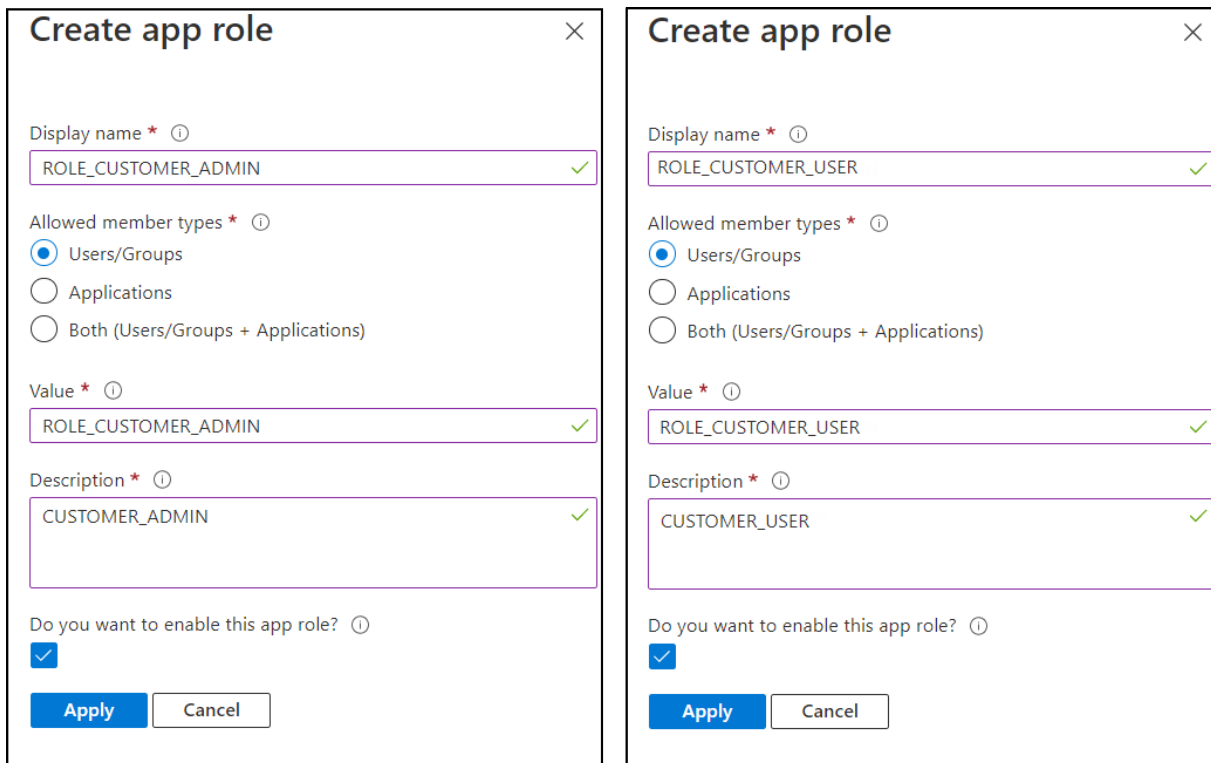 Create app role
Display name *
ROLE_CUSTOMER_ADMIN
Allowed member types *
Users/Groups
Applications
Both (Users/Groups + Applications)
Value *
ROLE_CUSTOMER_ADMIN
Description *
CUSTOMER_ADMIN
Do you want to enable this app role?
Apply
Cancel
Create app role
Display name *
ROLE_CUSTOMER_USER
Allowed member types *
Users/Groups
Applications
Both (Users/Groups + Applications)
Value *
ROLE_CUSTOMER_USER
Description *
CUSTOMER_USER
Do you want to enable this app role?
Apply
Cancel